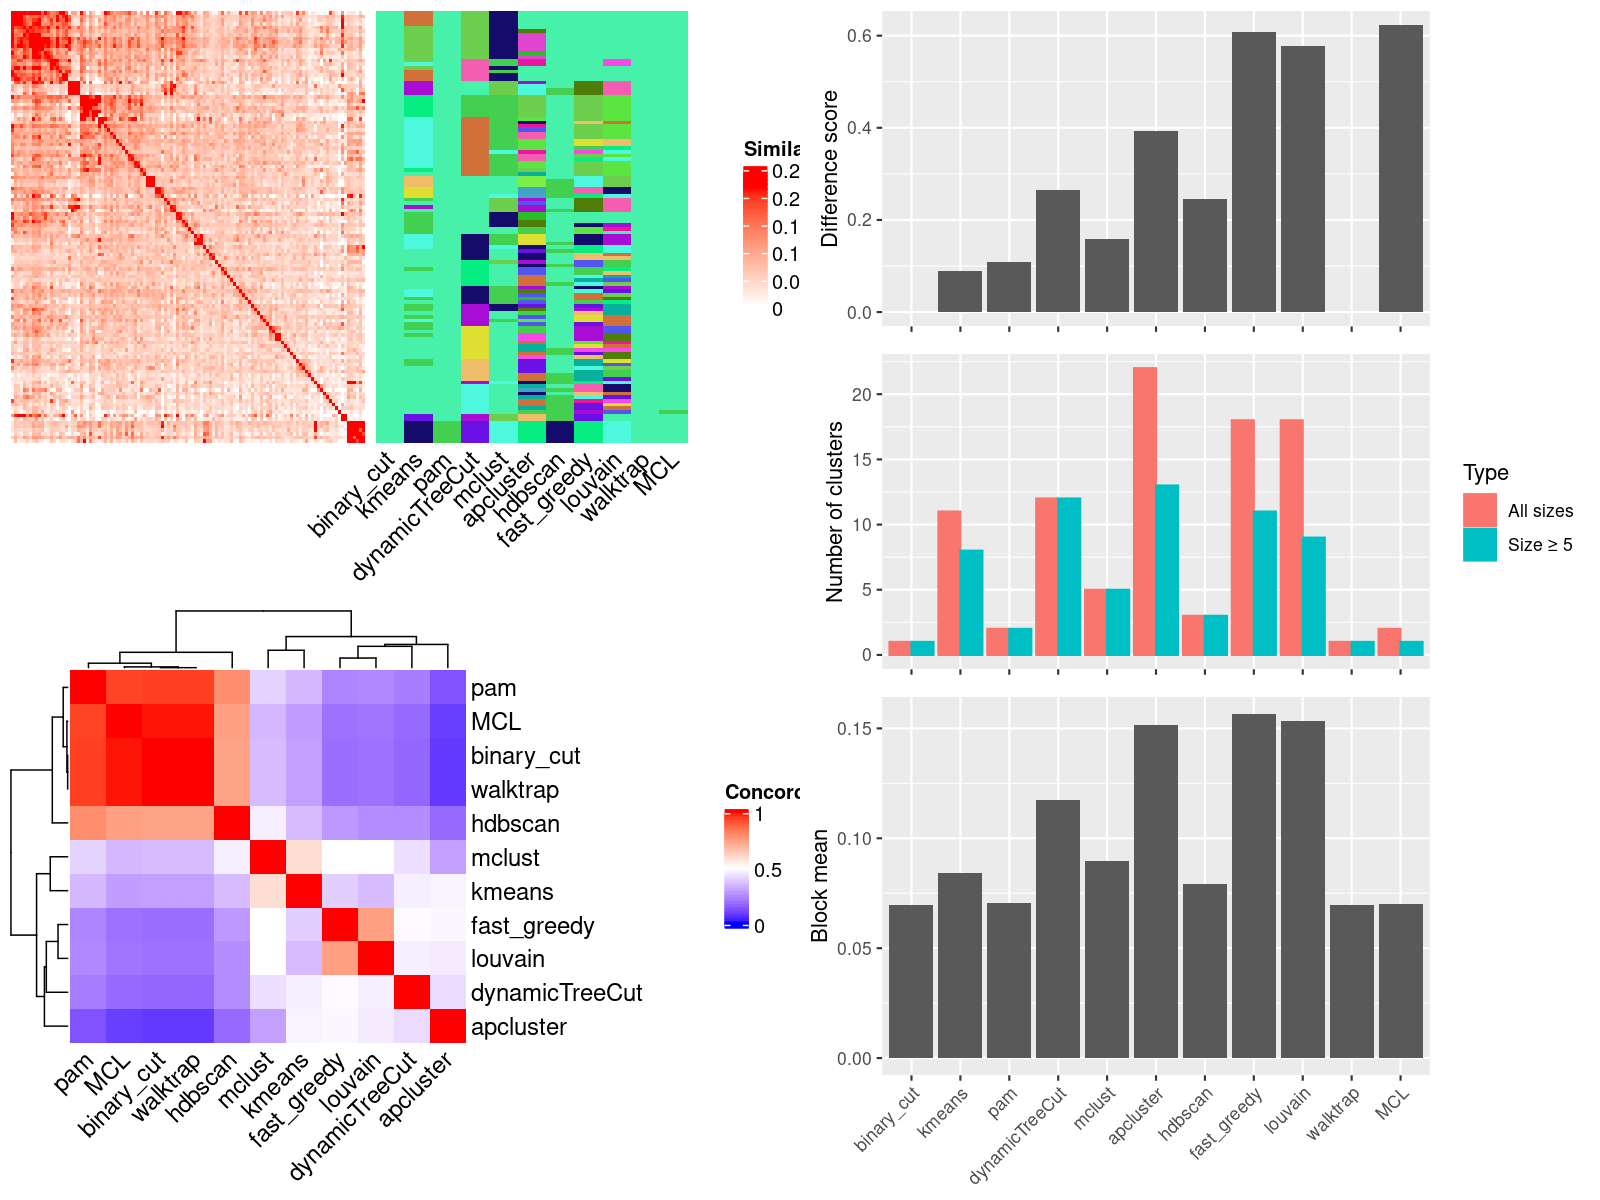 Simila
0.2
0.2
0.1
0.1
0.0
0
binary_cut
kmeans
pam
dynamicTreeCut
mclust
apcluster
hdbscan
fast_greedy
louvain
walktrap
MCL
pam
MCL
binary_cut
walktrap
hdbscan
mclust
kmeans
fast_greedy
louvain
dynamicTreeCut
apcluster
pam
MCL
binary_cut
walktrap
hdbscan
mclust
kmeans
fast_greedy
louvain
dynamicTreeCut
apcluster
Concord
1
0.5
0
Difference score
0.6
0.4
0.2
0.0
Number of clusters
20
15
10
5
0
Type
All sizes
Size ≥ 5
Block mean
0.15
0.10
0.05
0.00
binary_cut
kmeans
pam
dynamicTreeCut
mclust
apcluster
hdbscan
fast_greedy
louvain
walktrap
MCL